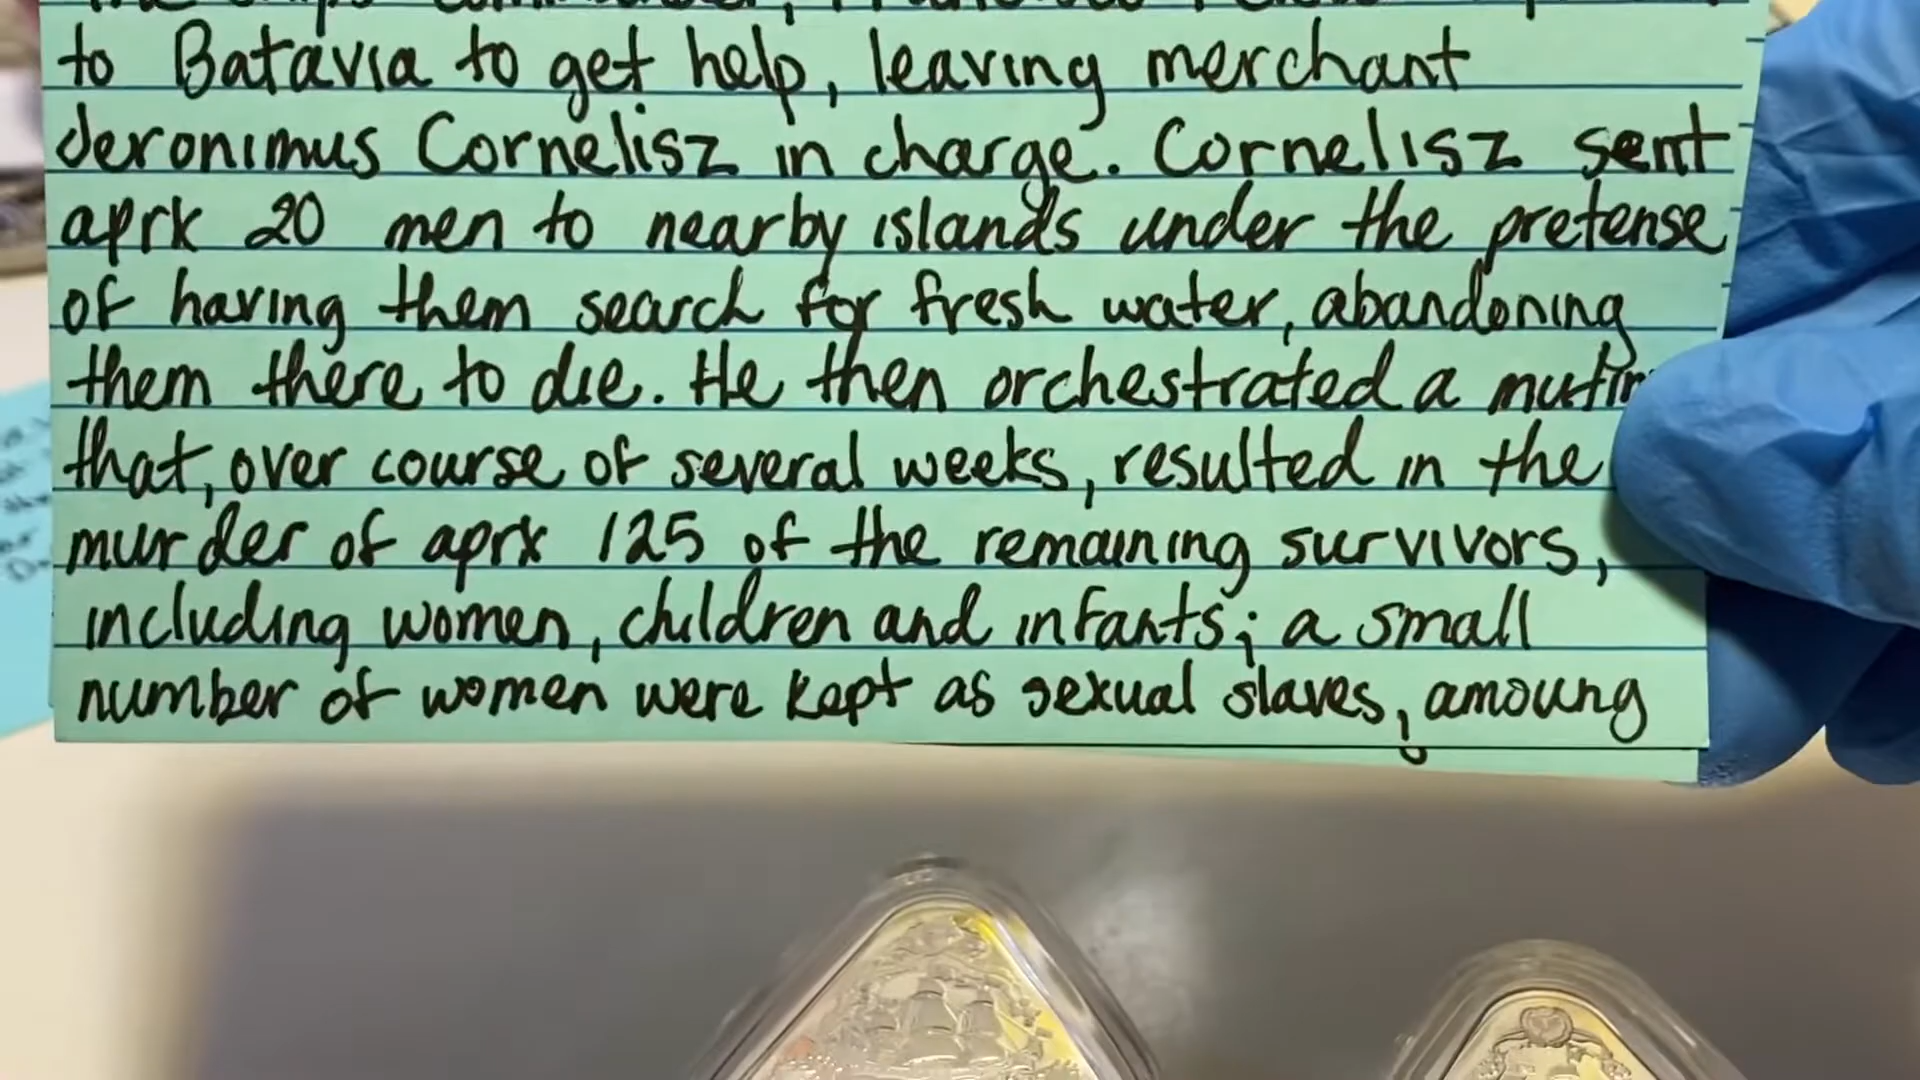 to Batavia to get help, leaving merchant
Jeronimus Cornelisz in charge. Cornelisz sent
aprk 20 men to nearby islands under the pretense
of having them search for fresh water, abandoning
them there to die. He then orchestrated a
that, over course of several weeks, resulted in the
murder of aprx 125 of the remaining survivors,
including women, children and infants; a small
number of women were kept as sexual slaves, amoung